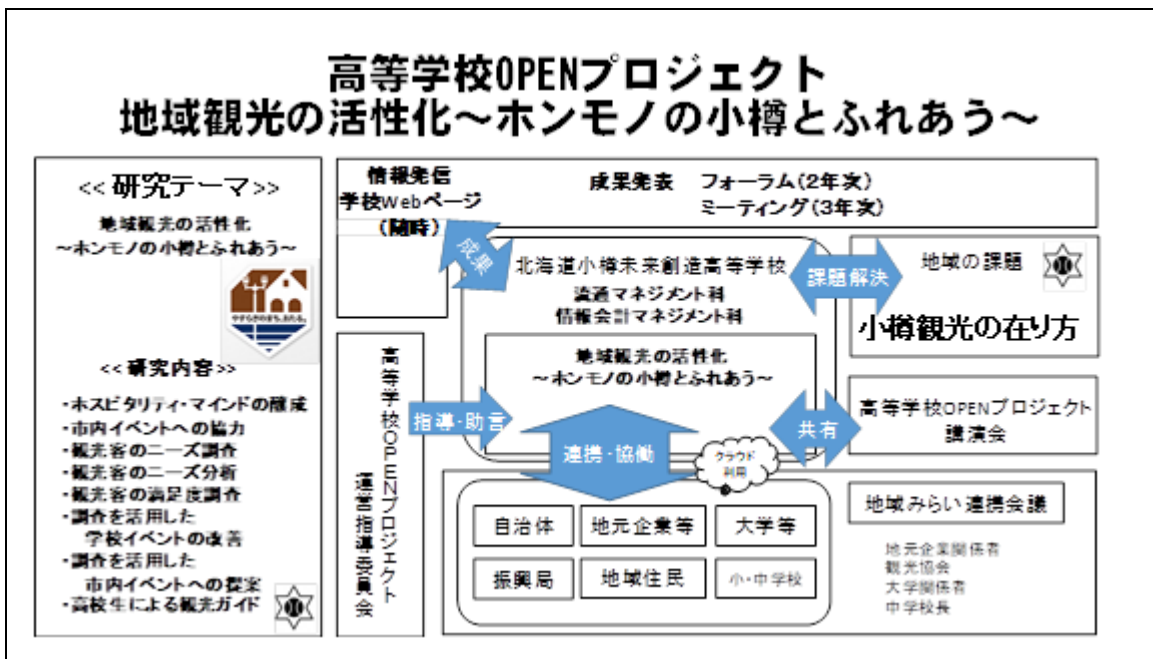 高等学校OPENプロジェクト
地域観光の活性化～ホンモノの小樽とふれあう～
<<研究テーマ>>
地域観光の活性化
～ホンモノの小樽とふれあう～
<<研究内容>>
・ホスピタリティ・マインドの醸成
・市内イベントへの協力
・観光客のニーズ調査
・観光客のニーズ分析
・観光客の満足度調査
・調査を活用した
学校イベントの改善
・調査を活用した
市内イベントへの提案
・高校生による観光ガイド
情報発信
学校Webページ
(随時)
成果発表 フォーラム(2年次)
ミーティング(3年次)
成果
北海道小樽未来創造高等学校
流通マネジメント科
情報会計マネジメント科
課題解決
地域の課題
小樽観光の在り方
高等学校OPENプロジェクト
運営指導委員会
指導・助言
地域観光の活性化
～ホンモノの小樽とふれあう～
共有
高等学校OPENプロジェクト
講演会
連携・協働
クラウド
利用
自治体
地元企業等
大学等
振興局
地域住民
小・中学校
地域みらい連携会議
地元企業関係者
観光協会
大学関係者
中学校長